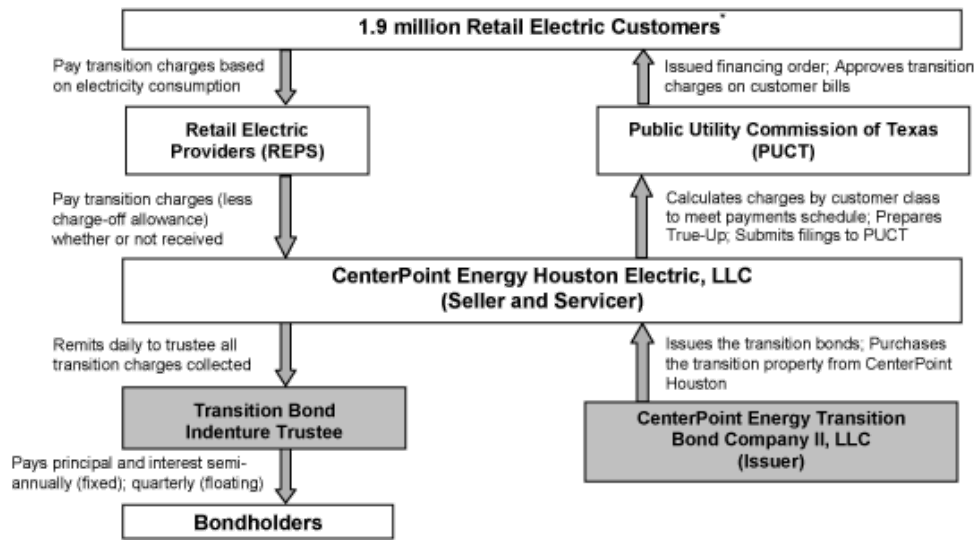 1.9 million Retail Electric Customers*
Pay transition charges based
on electricity consumption
Issued financing order; Approves transition
charges on customer bills
Retail Electric
Providers (REPS)
Public Utility Commission of Texas
(PUCT)
Pay transition charges (less
charge-off allowance)
whether or not received
Calculates charges by customer class
to meet payments schedule; Prepares
True-Up; Submits filings to PUCT
CenterPoint Energy Houston Electric, LLC
(Seller and Servicer)
Remits daily to trustee all
transition charges collected
Issues the transition bonds; Purchases
the transition property from CenterPoint
Houston
Transition Bond
Indenture Trustee
CenterPoint Energy Transition
Bond Company II, LLC
(Issuer)
Pays principal and interest semi-
annually (fixed); quarterly (floating)
Bondholders